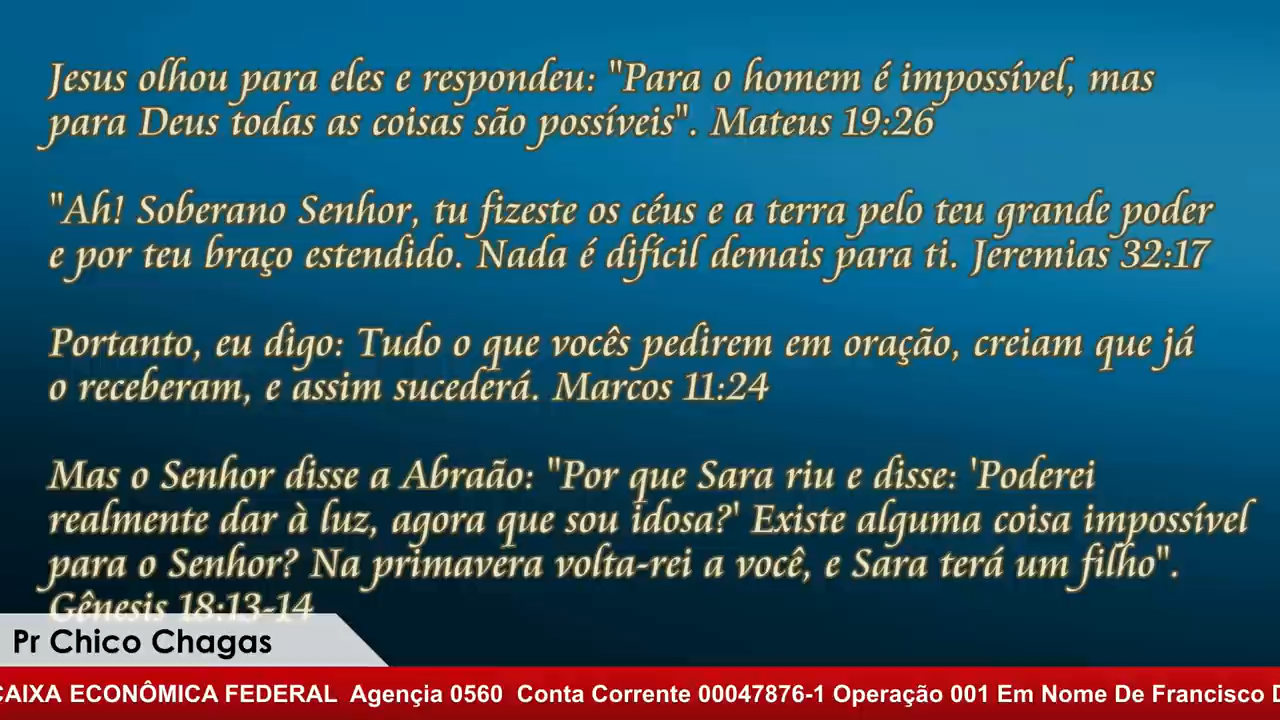 Jesus olhou para eles e respondeu: "Para o homem é impossível, mas
para Deus todas as coisas são possíveis". Mateus 19:26
"Ah! Soberano Senhor, tu fizeste os céus e a terra pelo teu grande poder
e por teu braço estendido. Nada é difícil demais para ti. Jeremias 32:17
Portanto, eu digo: Tudo o que vocês pedirem em oração, creiam que já
o receberam, e assim sucederá. Marcos 11:24
Mas o Senhor disse a Abraão: "Por que Sara riu e disse: 'Poderei
realmente dar à luz, agora que sou idosa?' Existe alguma coisa impossível
para o Senhor? Na primavera volta-rei a você, e Sara terá um filho".
Gênesis 18:13-14
Pr Chico Chagas
CAIXA ECONÔMICA FEDERAL Agençia 0560 Conta Corrente 00047876-1 Operação 001 Em Nome De Francisco D